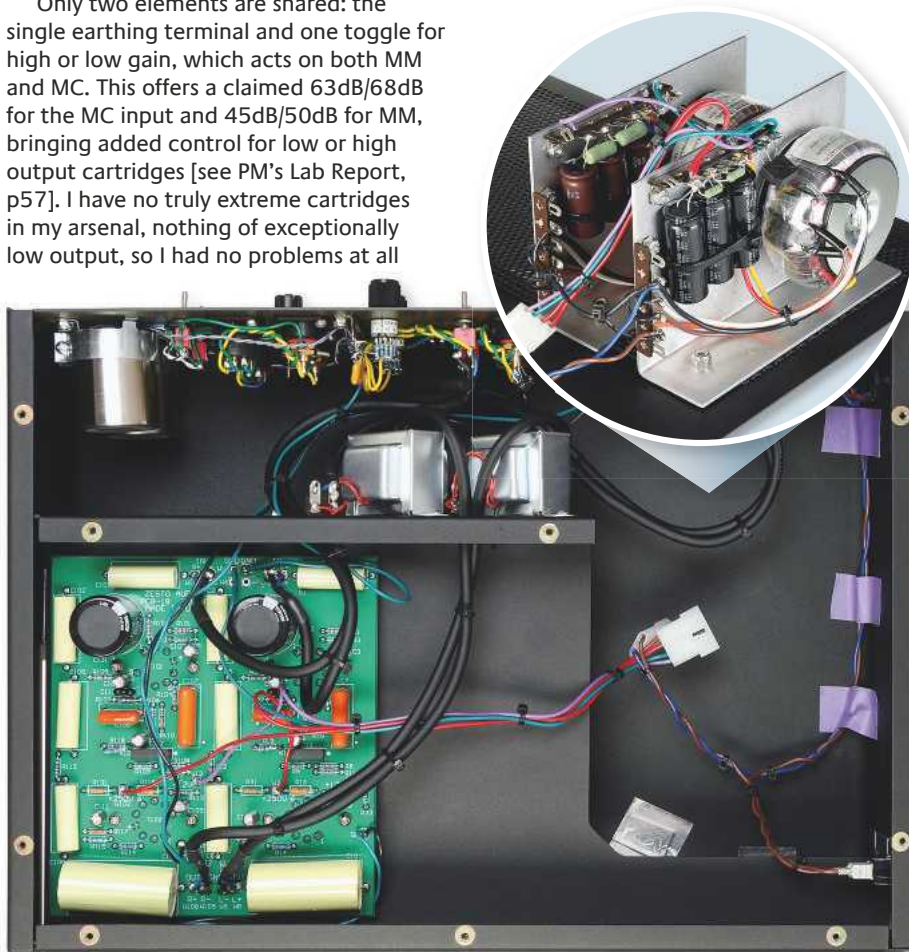 Only two elements are shared: the
single earthing terminal and one toggle for
high or low gain, which acts on both MM
and MC. This offers a claimed 63dB/68dB
for the MC input and 45dB/50dB for MM,
bringing added control for low or high
output cartridges [see PM's Lab Report,
p57]. I have no truly extreme cartridges
in my arsenal, nothing of exceptionally
low output, so I had no problems at all